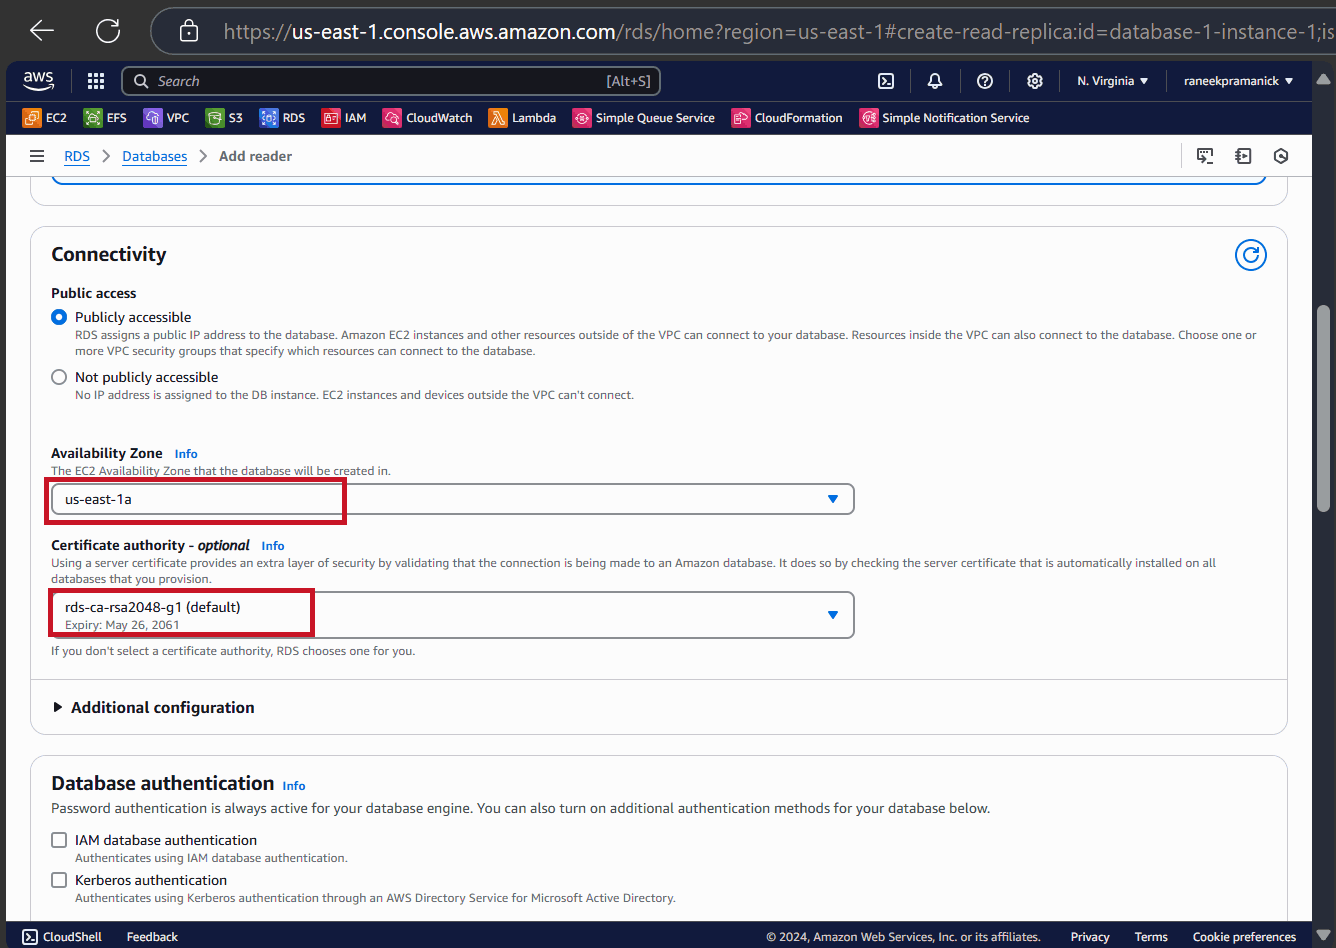 https://us-east-1.console.aws.amazon.com/rds/home?region=us-east-1#create-read-replica:id=database-1-instance-1;is
aws
Search [Alt+S]
N. Virginia
raneekpramanick
EC2 EFS VPC S3 RDS IAM CloudWatch Lambda Simple Queue Service CloudFormation Simple Notification Service
RDS Databases Add reader
Connectivity
Public access
Publicly accessible
RDS assigns a public IP address to the database. Amazon EC2 instances and other resources outside of the VPC can connect to your database. Resources inside the VPC can also connect to the database. Choose one or
more VPC security groups that specify which resources can connect to the database.
Not publicly accessible
No IP address is assigned to the DB instance. EC2 instances and devices outside the VPC can't connect.
Availability Zone Info
The EC2 Availability Zone that the database will be created in.
us-east-1a
Certificate authority - optional Info
Using a server certificate provides an extra layer of security by validating that the connection is being made to an Amazon database. It does so by checking the server certificate that is automatically installed on all
databases that you provision.
rds-ca-rsa2048-g1 (default)
Expiry: May 26, 2061
If you don't select a certificate authority, RDS chooses one for you.
Additional configuration
Database authentication Info
Password authentication is always active for your database engine. You can also turn on additional authentication methods for your database below.
IAM database authentication
Authenticates using IAM database authentication.
Kerberos authentication
Authenticates using Kerberos authentication through an AWS Directory Service for Microsoft Active Directory.
CloudShell Feedback © 2024, Amazon Web Services, Inc. or its affiliates. Privacy Terms Cookie preferences